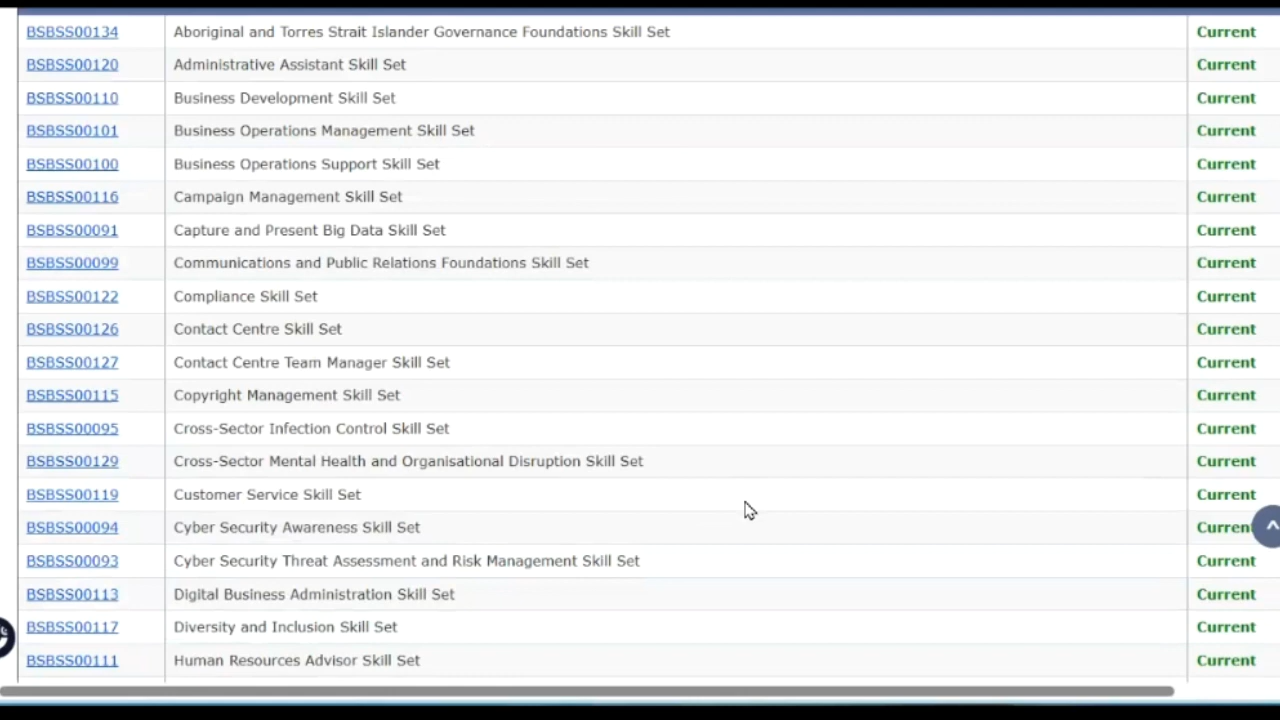 BSBSS00134 Aboriginal and Torres Strait Islander Governance Foundations Skill Set Current
BSBSS00120 Administrative Assistant Skill Set Current
BSBSS00110 Business Development Skill Set Current
BSBSS00101 Business Operations Management Skill Set Current
BSBSS00100 Business Operations Support Skill Set Current
BSBSS00116 Campaign Management Skill Set Current
BSBSS00091 Capture and Present Big Data Skill Set Current
BSBSS00099 Communications and Public Relations Foundations Skill Set Current
BSBSS00122 Compliance Skill Set Current
BSBSS00126 Contact Centre Skill Set Current
BSBSS00127 Contact Centre Team Manager Skill Set Current
BSBSS00115 Copyright Management Skill Set Current
BSBSS00095 Cross-Sector Infection Control Skill Set Current
BSBSS00129 Cross-Sector Mental Health and Organisational Disruption Skill Set Current
BSBSS00119 Customer Service Skill Set Current
BSBSS00094 Cyber Security Awareness Skill Set Curren
BSBSS00093 Cyber Security Threat Assessment and Risk Management Skill Set Current
BSBSS00113 Digital Business Administration Skill Set Current
BSBSS00117 Diversity and Inclusion Skill Set Current
BSBSS00111 Human Resources Advisor Skill Set Current